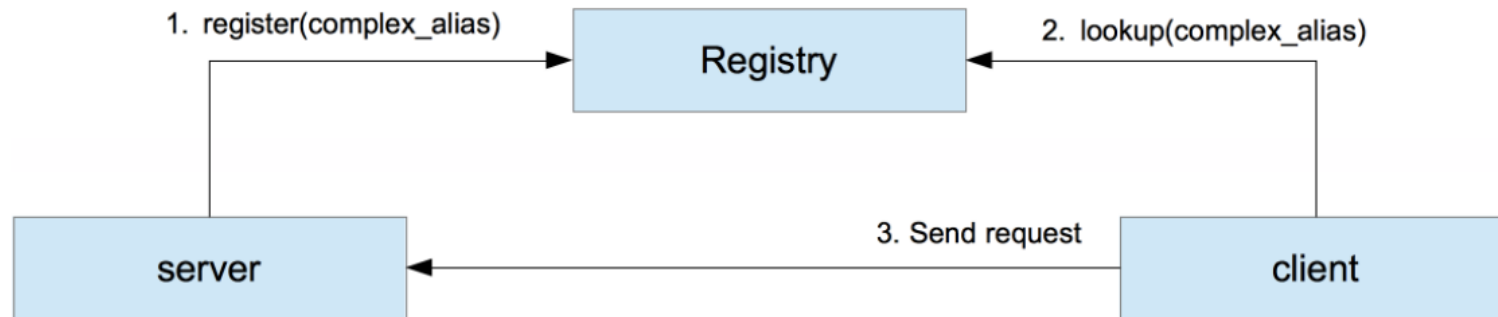 1. register(complex_alias)
2. lookup(complex_alias)
Registry
3. Send request
server
client